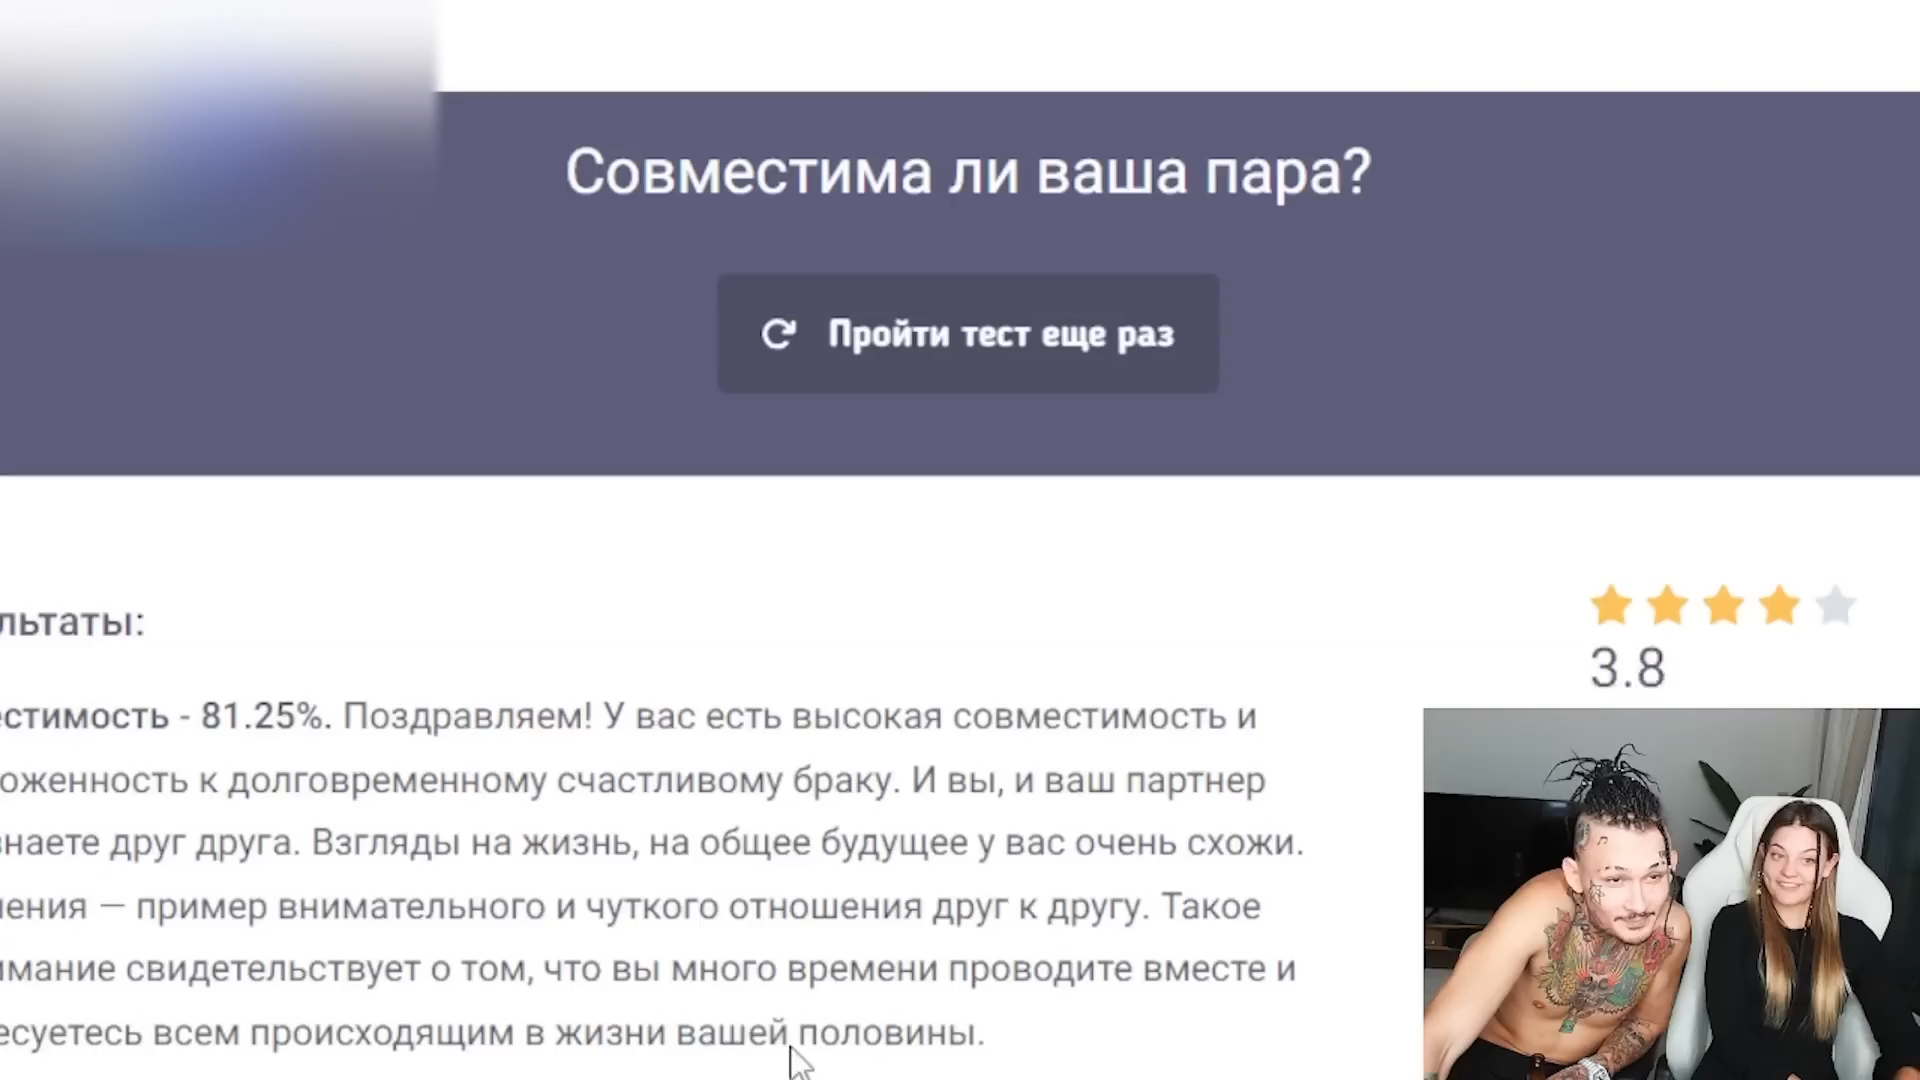 Совместима ли ваша пара?
Пройти тест еще раз
льтаты:
3.8
естимость - 81.25%. Поздравляем! У вас есть высокая совместимость и
оженность к долговременному счастливому браку. И вы, и ваш партнер
знаете друг друга. Взгляды на жизнь, на общее будущее у вас очень схожи.
ения — пример внимательного и чуткого отношения друг к другу. Такое
имание свидетельствует о том, что вы много времени проводите вместе и
есуетесь всем происходящим в жизни вашей половины.